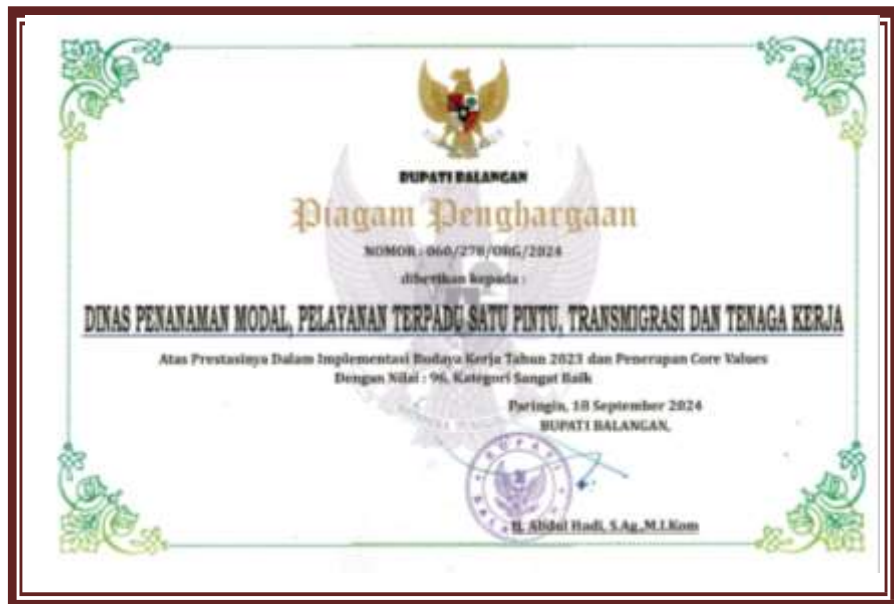 BUPATI BALANGAN
Piagam Penghargaan
NOMOR : 060/278/ORG/2024
diberikan kepada :
DINAS PENANAMAN MODAL, PELAYANAN TERPADU SATU PINTU, TRANSMIGRASI DAN TENAGA KERJA
Atas Prestasinya Dalam Implementasi Budaya Kerja Tahun 2023 dan Penerapan Core Values
Dengan Nilai : 96, Kategori Sangat Baik
Paringin, 18 September 2024
BUPATI BALANGAN,
BUPATI
H. Abdul Hadi, S.Ag.,M.I.Kom